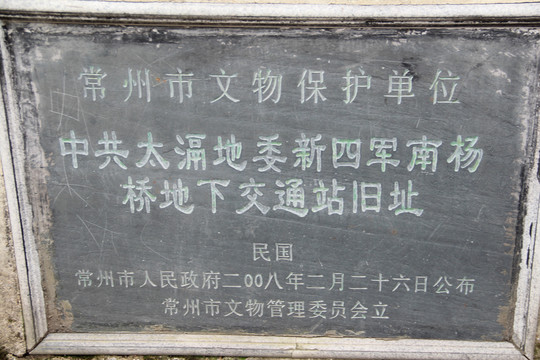 常州市文物保护单位
中共太滆地委新四军南杨
桥地下交通站旧址
民国
常州市人民政府二00八年二月二十六日公布
常州市文物管理委员会立